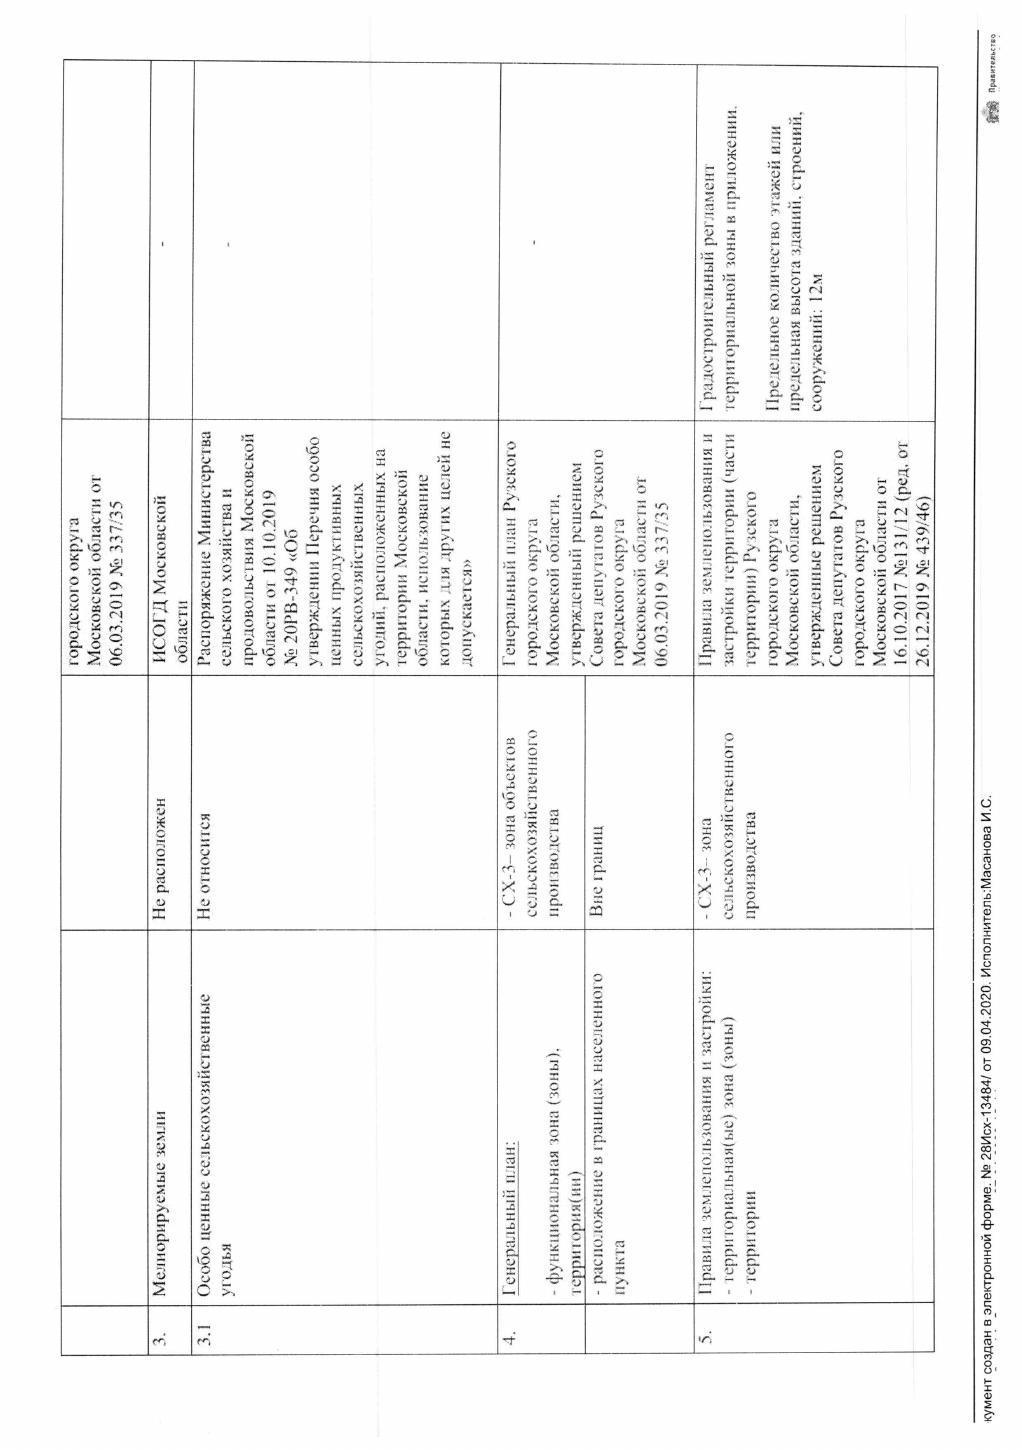 городского округа
Московской области от
06.03.2019 № 337/35
3.
Мелиорируемые земли
Не расположен
ИСОГД Московской
области
-
3.1
Особо ценные сельскохозяйственные
угодья
Не относится
Распоряжение Министерства
сельского хозяйства и
продовольствия Московской
области от 10.10.2019
№ 20РВ-349 «Об
утверждении Перечня особо
ценных продуктивных
сельскохозяйственных
угодий, расположенных на
территории Московской
области, использование
которых для других целей не
допускается»
-
4.
Генеральный план:
- функциональная зона (зоны),
территория(ии)
- СХ-3– зона объектов
сельскохозяйственного
производства
Генеральный план Рузского
городского округа
Московской области,
утвержденный решением
Совета депутатов Рузского
городского округа
Московской области от
06.03.2019 № 337/35
-
- расположение в границах населенного
пункта
Вне границ
5.
Правила землепользования и застройки:
- территориальная(ые) зона (зоны)
- территории
- СХ-3– зона
сельскохозяйственного
производства
Правила землепользования и
застройки территории (части
территории) Рузского
городского округа
Московской области,
утвержденные решением
Совета депутатов Рузского
городского округа
Московской области от
16.10.2017 №131/12 (ред. от
26.12.2019 № 439/46)
Градостроительный регламент
территориальной зоны в приложении.
Предельное количество этажей или
предельная высота зданий, строений,
сооружений: 12м
кумент создан в электронной форме. № 28Исх-13484/ от 09.04.2020. Исполнитель:Масанова И.С.
Правительство